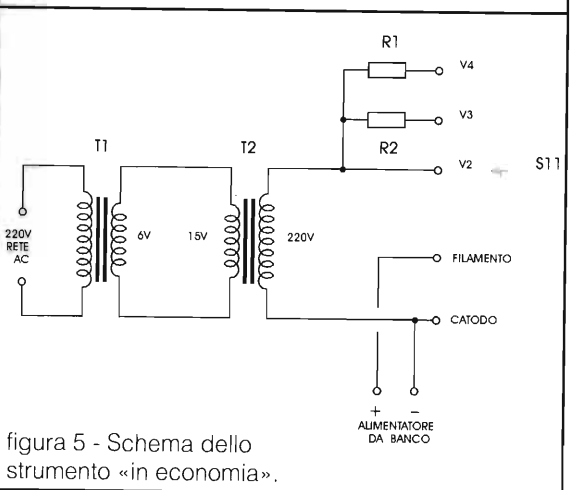 R1
V4
V3
R2
V2
S11
T1
T2
220V
RETE
AC
6V
15V
220V
FILAMENTO
CATODO
+ −
ALIMENTATORE
DA BANCO
figura 5 - Schema dello
strumento «in economia».